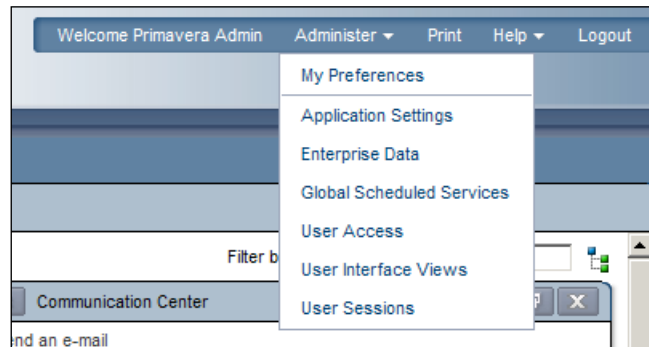 Welcome Primavera Admin Administer Print Help Logout
My Preferences
Application Settings
Enterprise Data
Global Scheduled Services
User Access
Filter b
User Interface Views
Communication Center
User Sessions
nd an e-mail